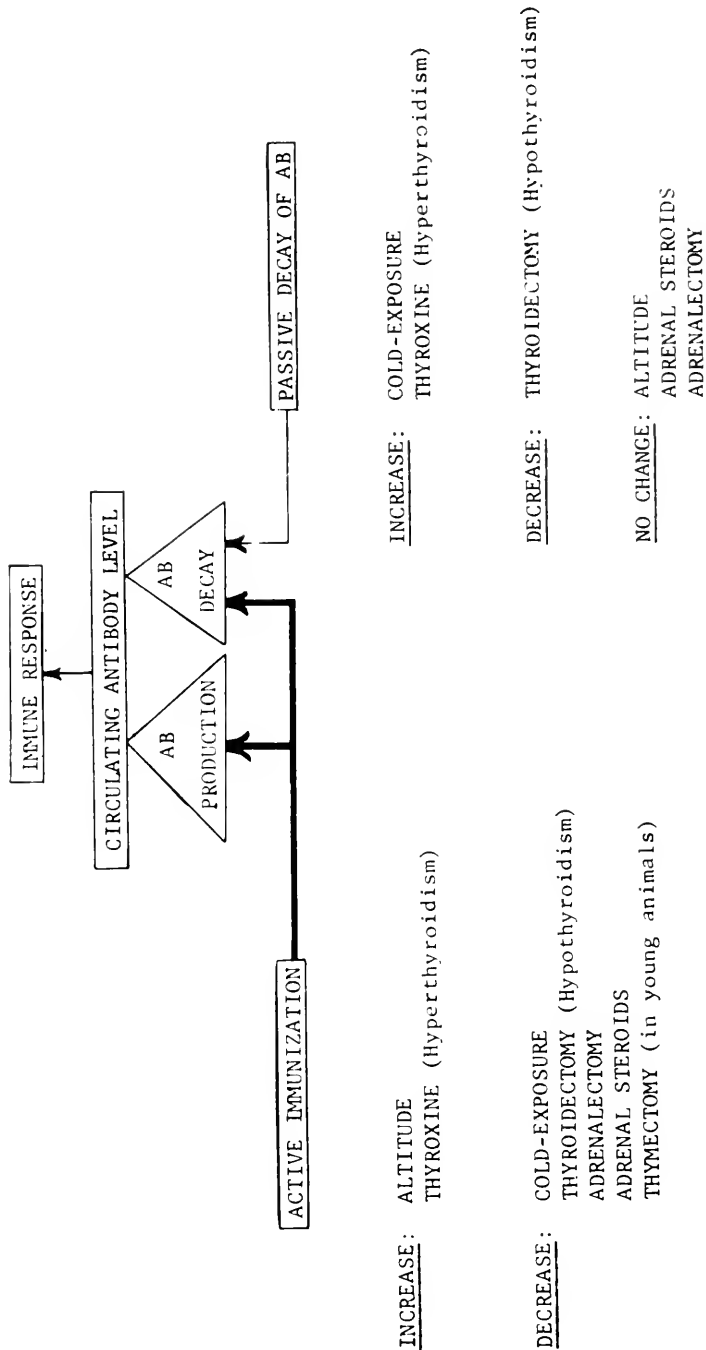 IMMUNE RESPONSE
CIRCULATING ANTIBODY LEVEL
AB
PRODUCTION
AB
DECAY
ACTIVE IMMUNIZATION
PASSIVE DECAY OF AB
INCREASE: ALTITUDE
THYROXINE (Hyperthyroidism)
DECREASE: COLD-EXPOSURE
THYROIDECTOMY (Hypothyroidism)
ADRENALECTOMY
ADRENAL STEROIDS
THYMECTOMY (in young animals)
INCREASE: COLD-EXPOSURE
THYROXINE (Hyperthyroidism)
DECREASE: THYROIDECTOMY (Hypothyroidism)
NO CHANGE: ALTITUDE
ADRENAL STEROIDS
ADRENALECTOMY